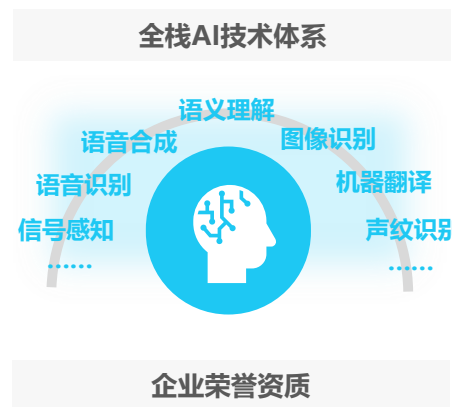 全栈AI技术体系
语义理解
语音合成
图像识别
语音识别
机器翻译
信号感知
声纹识别
……
……
企业荣誉资质